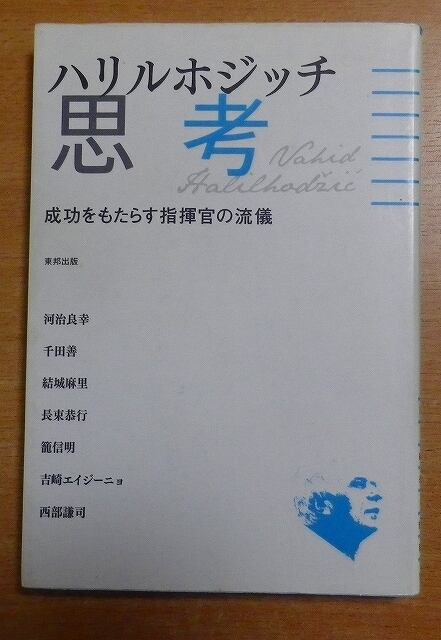 ハリルホジッチ
思考
Vahid
Halilhodžić
成功をもたらす指揮官の流儀
東邦出版
河治良幸
千田善
結城麻里
長束恭行
籠信明
吉崎エイジーニョ
西部謙司